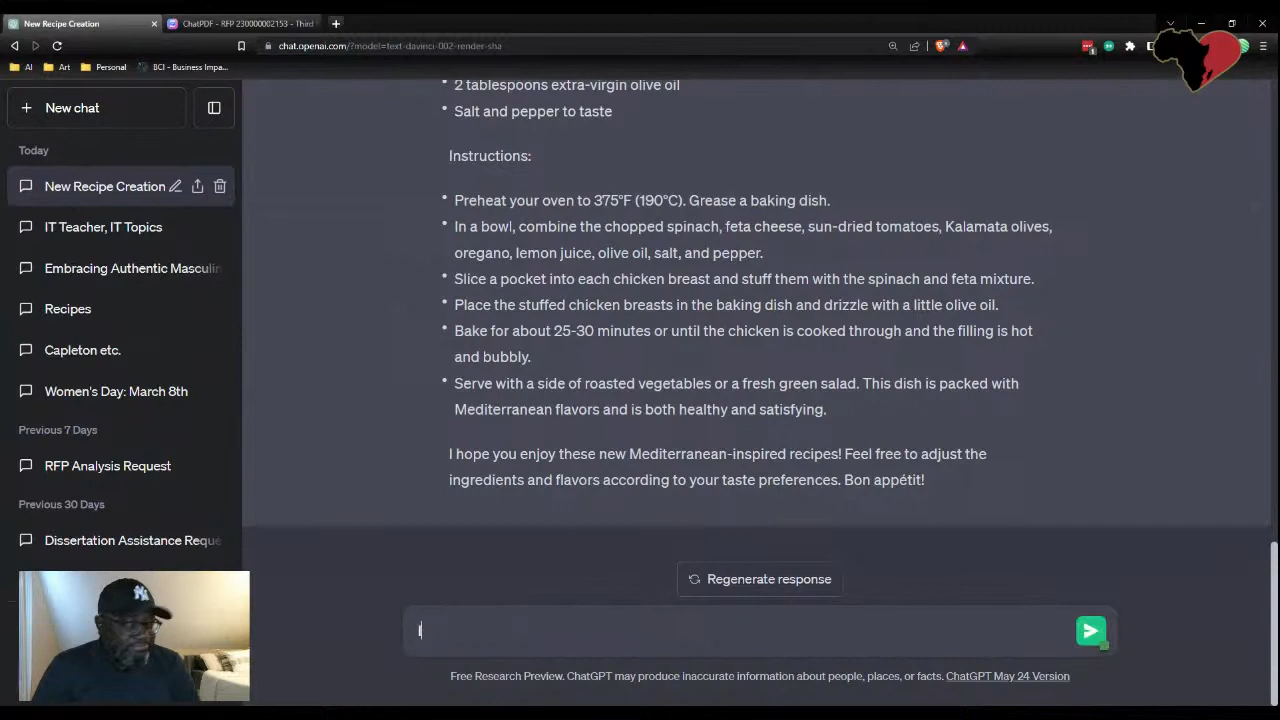 New Recipe Creation
ChatPDF - RFP 230000002153 - Third
chat.openai.com/?model=text-davinci-002-render-sha
AI
Art
Personal
BCI - Business Impa...
New chat
Today
New Recipe Creation
IT Teacher, IT Topics
Embracing Authentic Masculin
Recipes
Capleton etc.
Women's Day: March 8th
Previous 7 Days
RFP Analysis Request
Previous 30 Days
Dissertation Assistance Reque
2 tablespoons extra-virgin olive oil
Salt and pepper to taste
Instructions:
Preheat your oven to 375°F (190°C). Grease a baking dish.
In a bowl, combine the chopped spinach, feta cheese, sun-dried tomatoes, Kalamata olives,
oregano, lemon juice, olive oil, salt, and pepper.
Slice a pocket into each chicken breast and stuff them with the spinach and feta mixture.
Place the stuffed chicken breasts in the baking dish and drizzle with a little olive oil.
Bake for about 25-30 minutes or until the chicken is cooked through and the filling is hot
and bubbly.
Serve with a side of roasted vegetables or a fresh green salad. This dish is packed with
Mediterranean flavors and is both healthy and satisfying.
I hope you enjoy these new Mediterranean-inspired recipes! Feel free to adjust the
ingredients and flavors according to your taste preferences. Bon appétit!
Regenerate response
I
Free Research Preview. ChatGPT may produce inaccurate information about people, places, or facts. ChatGPT May 24 Version